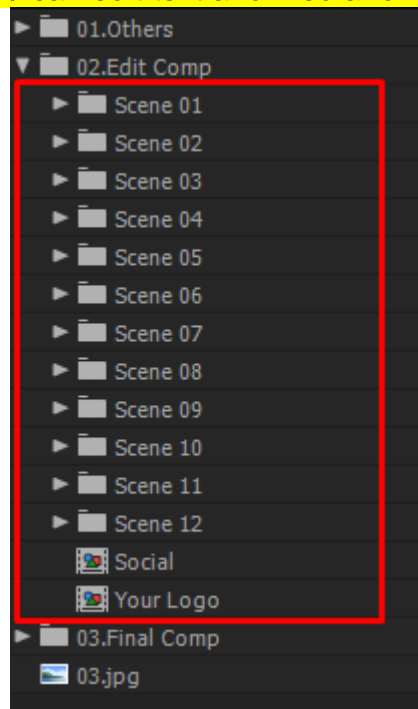 01.Others
02.Edit Comp
Scene 01
Scene 02
Scene 03
Scene 04
Scene 05
Scene 06
Scene 07
Scene 08
Scene 09
Scene 10
Scene 11
Scene 12
Social
Your Logo
03.Final Comp
03.jpg